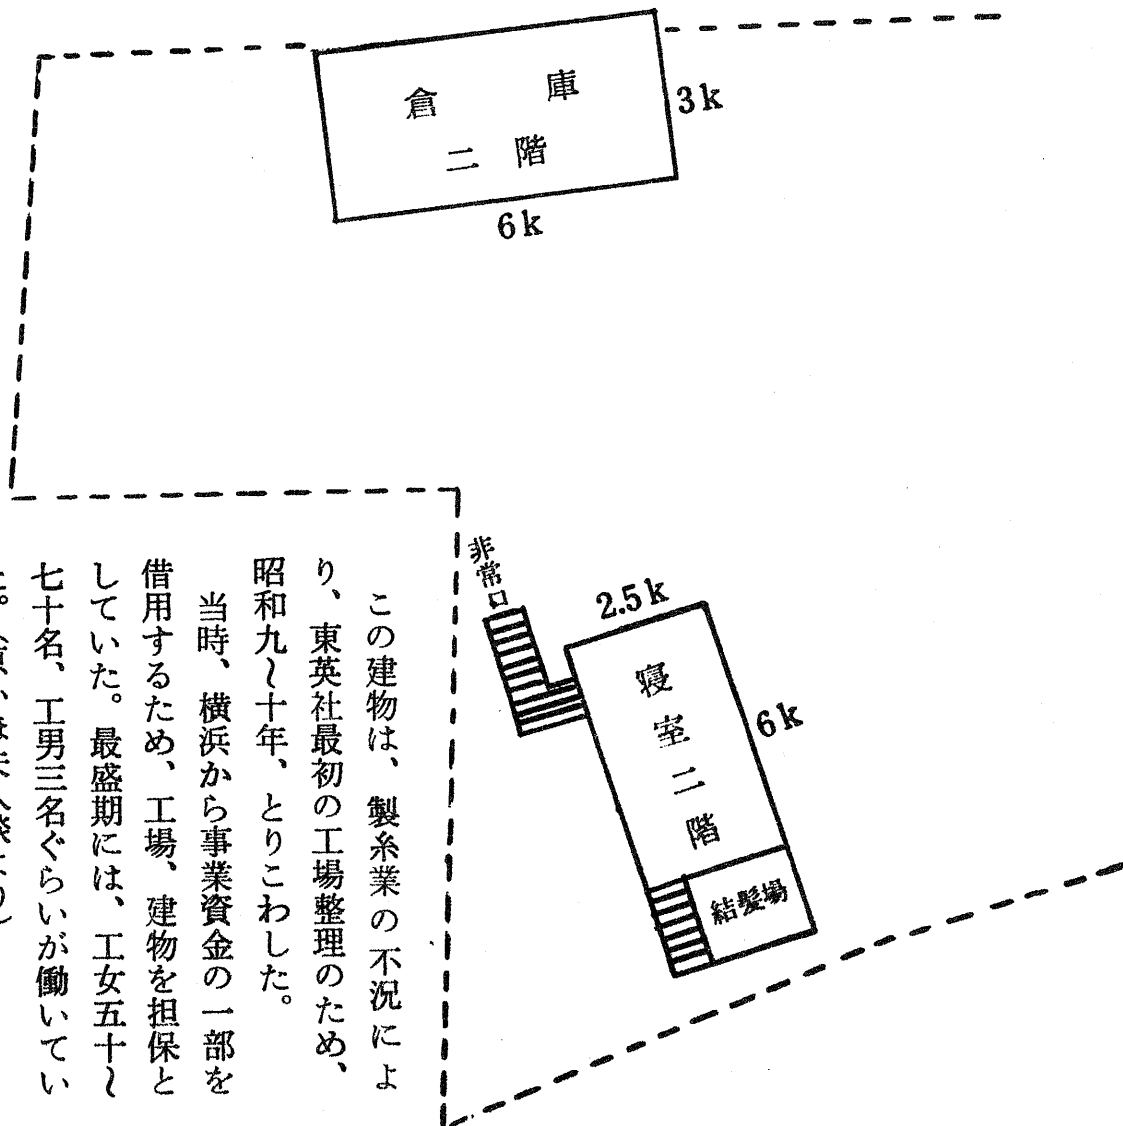 倉庫
二階
3k
6k
非常口
2.5k
寝室二階
6k
結髪場
この建物は、製糸業の不況によ
り、東英社最初の工場整理のため、
昭和九〜十年、とりこわした。
当時、横浜から事業資金の一部を
借用するため、工場、建物を担保と
していた。最盛期には、工女五十〜
七十名、工男三名ぐらいが働いてい